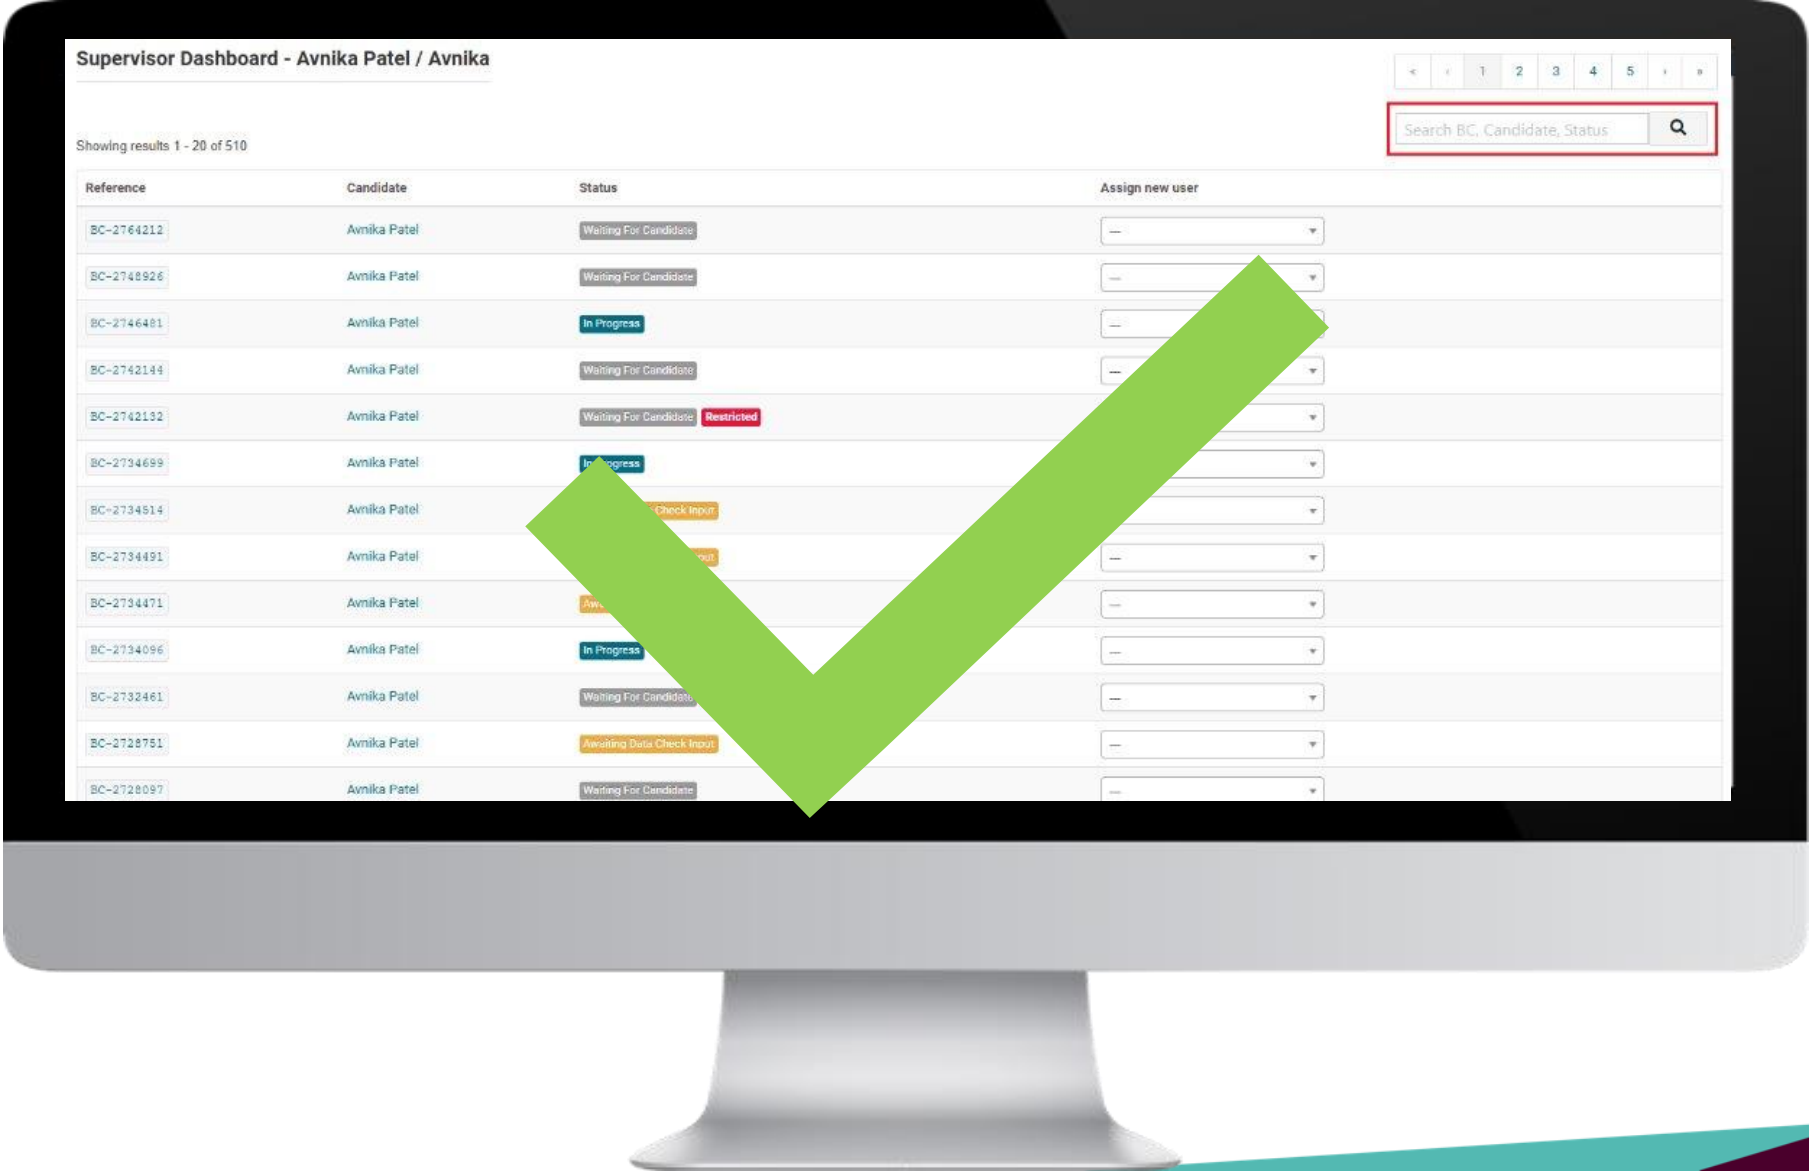 Supervisor Dashboard - Avnika Patel / Avnika
« ‹ 1 2 3 4 5 › »
Search BC, Candidate, Status
Showing results 1 - 20 of 510
Reference Candidate Status Assign new user
BC-2764212 Avnika Patel Waiting For Candidate ---
BC-2748926 Avnika Patel Waiting For Candidate ---
BC-2746481 Avnika Patel In Progress ---
BC-2742144 Avnika Patel Waiting For Candidate ---
BC-2742132 Avnika Patel Waiting For Candidate Restricted
BC-2734699 Avnika Patel In Progress
BC-2734514 Avnika Patel Check Input
BC-2734491 Avnika Patel ---
BC-2734471 Avnika Patel ---
BC-2734096 Avnika Patel In Progress ---
BC-2732461 Avnika Patel Waiting For Candidate ---
BC-2728751 Avnika Patel Awaiting Data Check Input ---
BC-2728097 Avnika Patel Waiting For Candidate ---